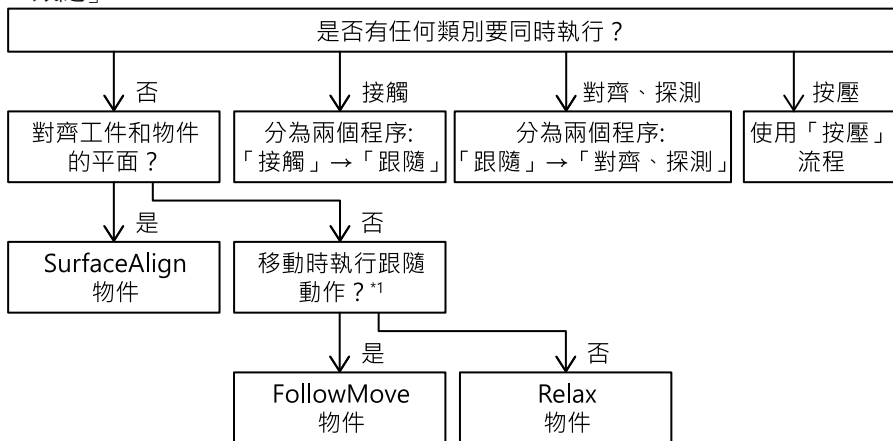 跟隨」
是否有任何類別要同時執行？
否
接觸
對齊、探測
按壓
對齊工件和物件
的平面？
分為兩個程序:
「接觸」→「跟隨」
分為兩個程序:
「跟隨」→「對齊、探測」
使用「按壓」
流程
是
否
SurfaceAlign
物件
移動時執行跟隨
動作？*1
是
否
FollowMove
物件
Relax
物件